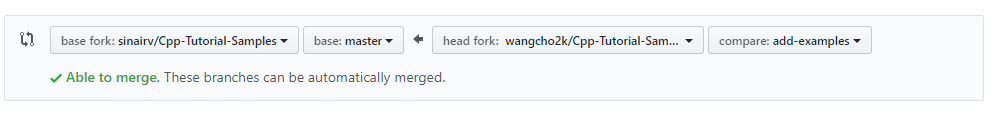 base fork: sinairv/Cpp-Tutorial-Samples base: master head fork: wangcho2k/Cpp-Tutorial-Sam... compare: add-examples
Able to merge. These branches can be automatically merged.